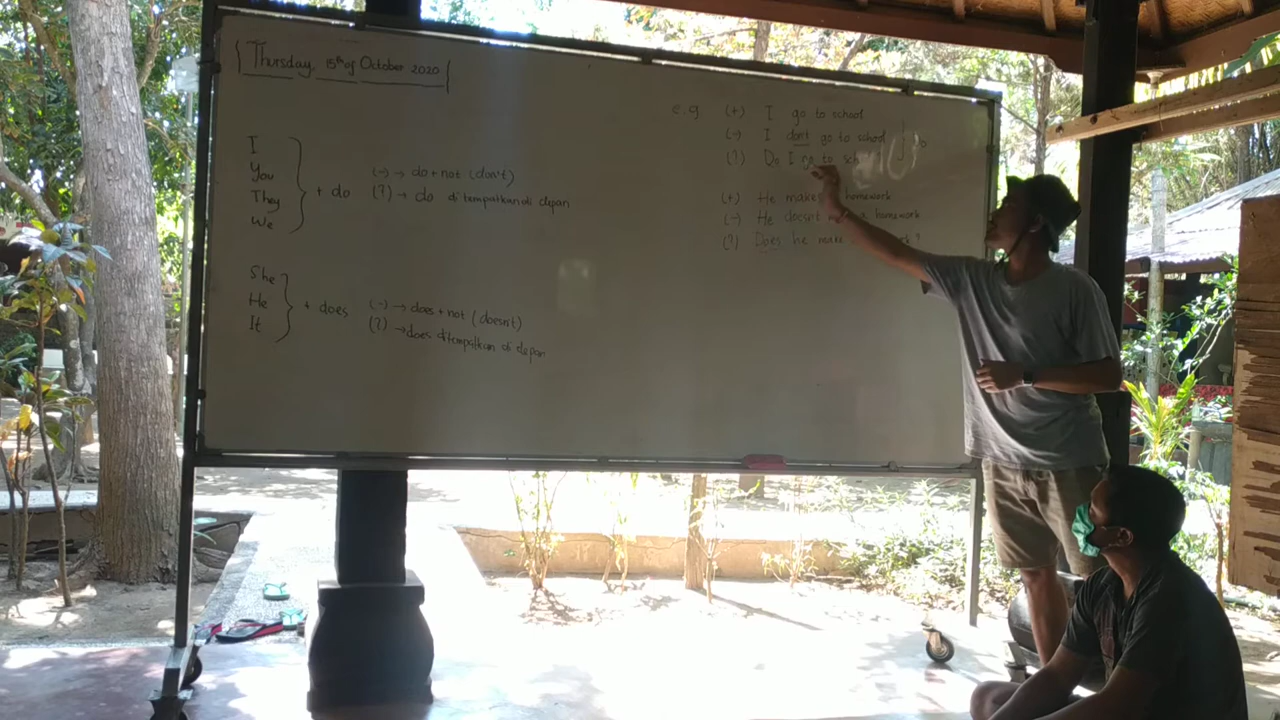 Thursday 15th of October 2020
I
You
They
We
+ do
(-) → do + not (don't)
(?) → do ditempatkan di depan
She
He
It
+ does
(-) → does + not (doesn't)
(?) → does ditempatkan di depan
e.g
(+) I go to school
(-) I don't go to school
(?) Do I go to
(+) He makes homework
(-) He doesn't a homework
(?) Does he make